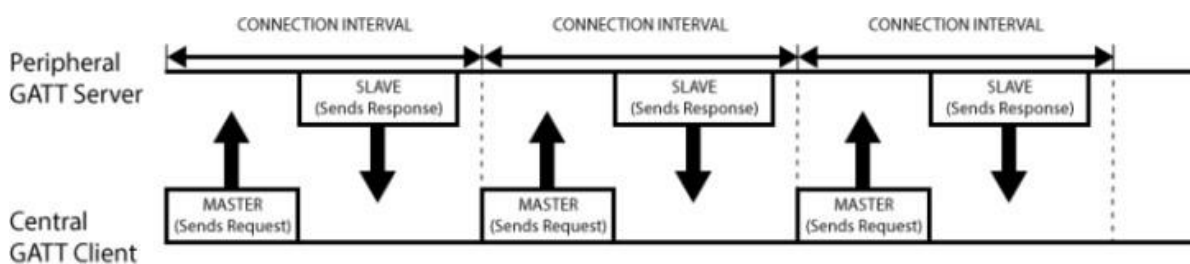 CONNECTION INTERVAL
CONNECTION INTERVAL
CONNECTION INTERVAL
Peripheral
GATT Server
SLAVE
(Sends Response)
SLAVE
(Sends Response)
SLAVE
(Sends Response)
MASTER
(Sends Request)
MASTER
(Sends Request)
MASTER
(Sends Request)
Central
GATT Client